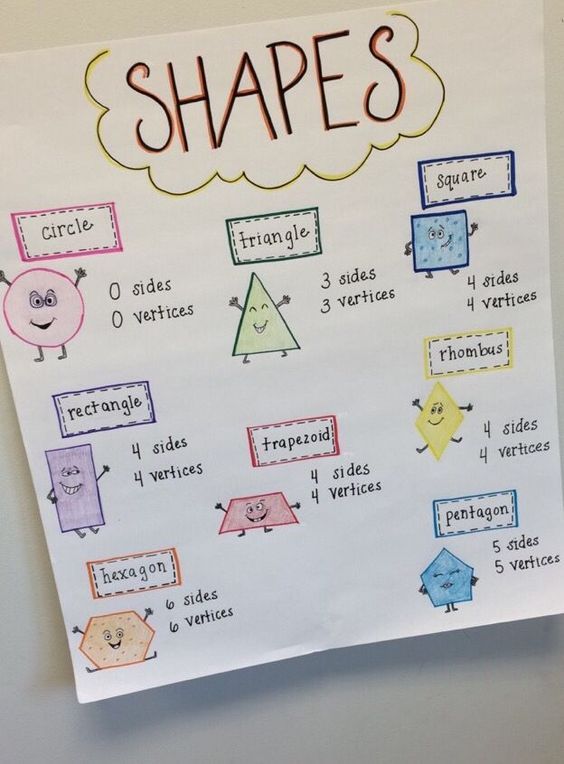 SHAPES
circle
0 sides
0 vertices
triangle
3 sides
3 vertices
square
4 sides
4 vertices
rectangle
4 sides
4 vertices
trapezoid
4 sides
4 vertices
rhombus
4 sides
4 vertices
hexagon
6 sides
6 vertices
pentagon
5 sides
5 vertices